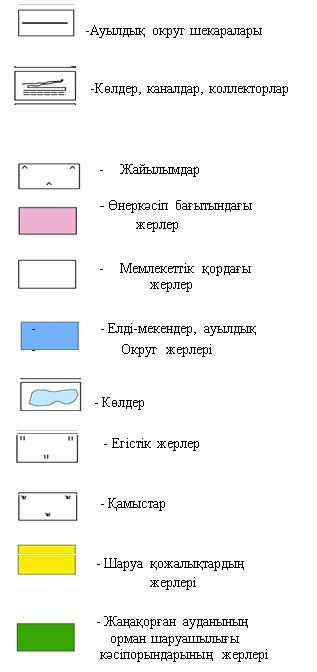 -Ауылдық округ шекаралары
-Көлдер, каналдар, коллекторлар
- Жайылымдар
- Өнеркәсіп бағытындағы
жерлер
- Мемлекеттік қордағы
жерлер
- Елді-мекендер, ауылдық
Округ жерлері
- Көлдер
- Егістік жерлер
- Қамыстар
- Шаруа қожалықтардың
жерлері
- Жаңақорған ауданының
орман шаруашылығы
кәсіпорындарының жерлері